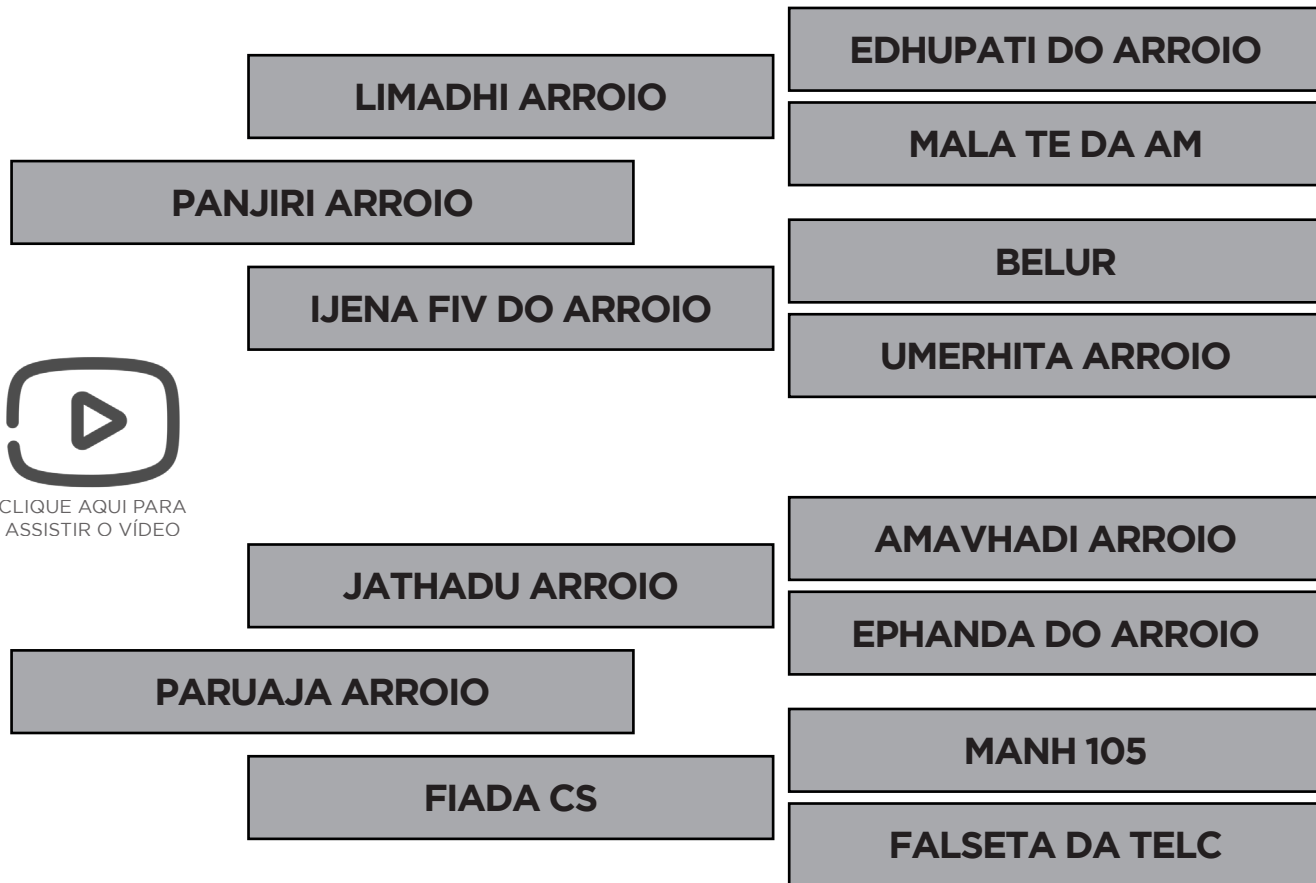 EDHUPATI DO ARROIO
LIMADHI ARROIO
MALA TE DA AM
PANJIRI ARROIO
BELUR
IJENA FIV DO ARROIO
UMERHITA ARROIO
CLIQUE AQUI PARA
ASSISTIR O VÍDEO
AMAVHADI ARROIO
JATHADU ARROIO
EPHANDA DO ARROIO
PARUAJA ARROIO
MANH 105
FIADA CS
FALSETA DA TELC